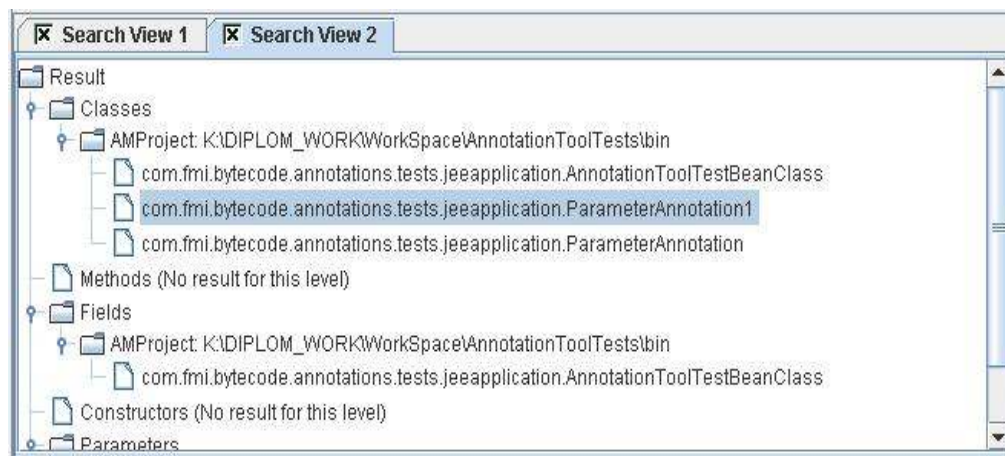 Search View 1 Search View 2
Result
Classes
AMProject: K:\DIPLOM_WORK\WorkSpace\AnnotationToolTests\bin
com.fmi.bytecode.annotations.tests.jeeapplication.AnnotationToolTestBeanClass
com.fmi.bytecode.annotations.tests.jeeapplication.ParameterAnnotation1
com.fmi.bytecode.annotations.tests.jeeapplication.ParameterAnnotation
Methods (No result for this level)
Fields
AMProject: K:\DIPLOM_WORK\WorkSpace\AnnotationToolTests\bin
com.fmi.bytecode.annotations.tests.jeeapplication.AnnotationToolTestBeanClass
Constructors (No result for this level)
Parameters